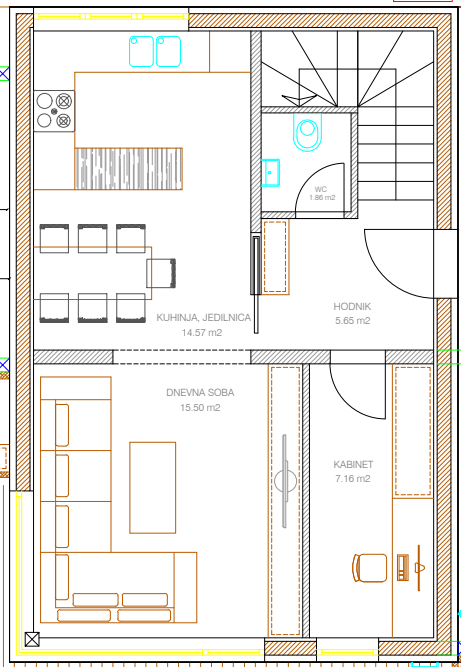 WC
1.86 m2
KUHINJA, JEDILNICA
14.57 m2
HODNIK
5.65 m2
DNEVNA SOBA
15.50 m2
KABINET
7.16 m2